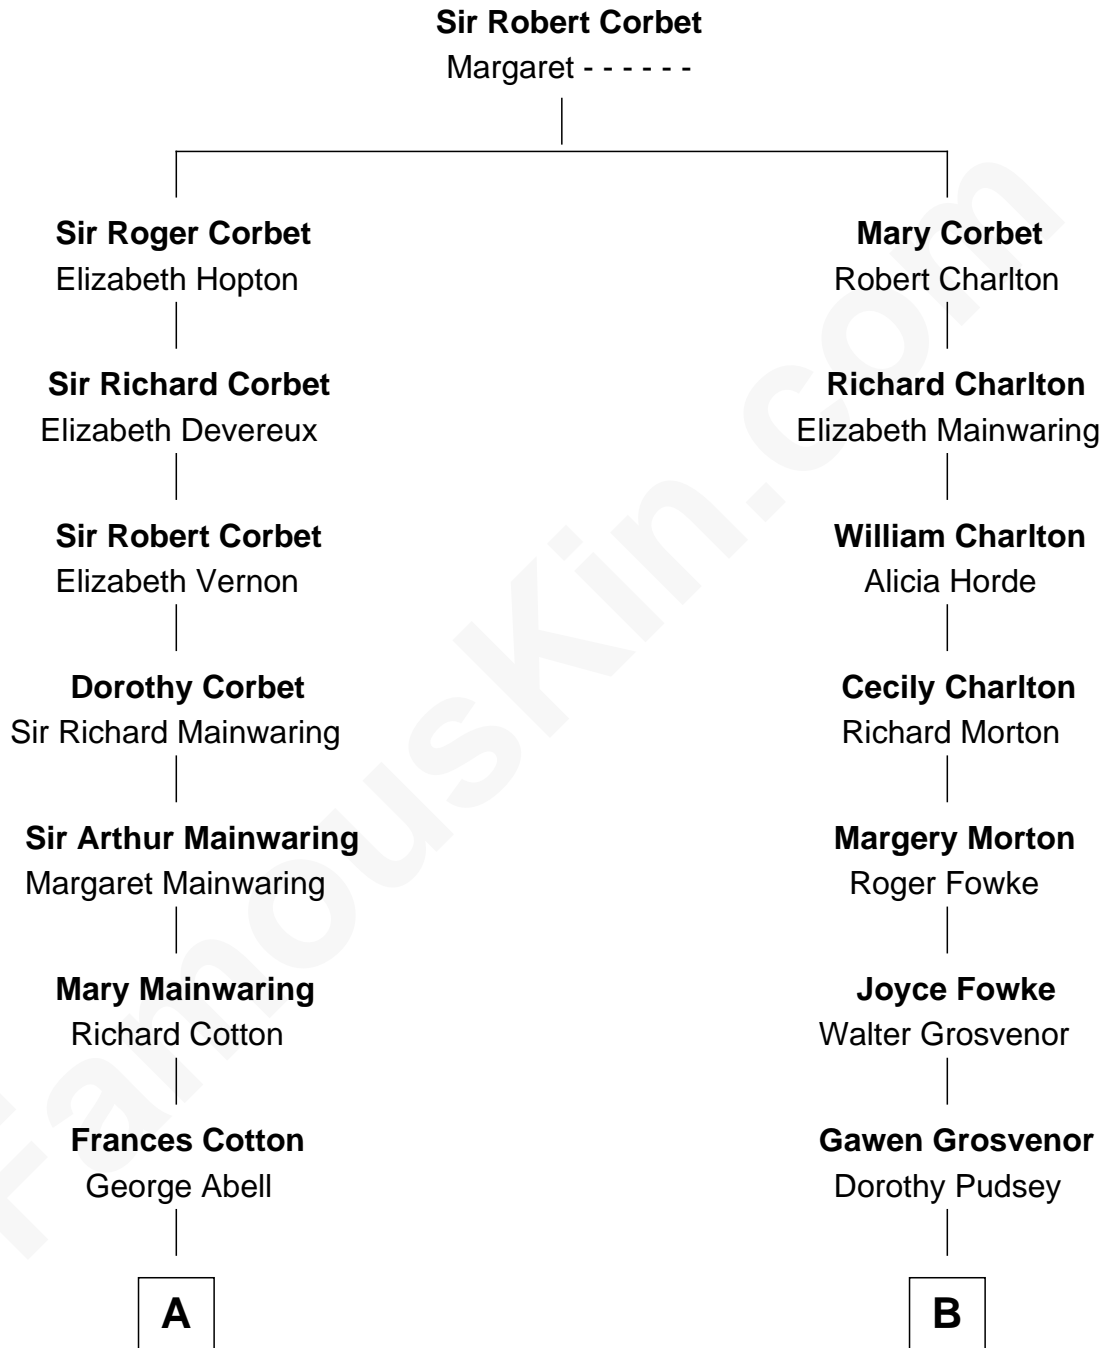 Sir Robert Corbet
Margaret - - - - - -
Sir Roger Corbet
Elizabeth Hopton
Mary Corbet
Robert Charlton
Sir Richard Corbet
Elizabeth Devereux
Richard Charlton
Elizabeth Mainwaring
Sir Robert Corbet
Elizabeth Vernon
William Charlton
Alicia Horde
Dorothy Corbet
Sir Richard Mainwaring
Cecily Charlton
Richard Morton
Sir Arthur Mainwaring
Margaret Mainwaring
Margery Morton
Roger Fowke
Mary Mainwaring
Richard Cotton
Joyce Fowke
Walter Grosvenor
Frances Cotton
George Abell
Gawen Grosvenor
Dorothy Pudsey
A
B
FamousKin.com